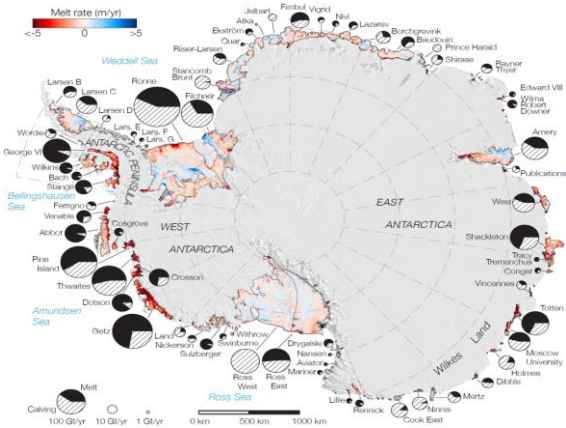 Melt rate (m/yr)
<-5 0 >5
Weddell Sea
Jelbart
Atka
Ekström
Quar
Riser-Larsen
Stancomb
Brunt
Fimbul
Vigrid
Nivl
Lazarev
Borchgrevink
Baudouin
Prince Harald
Shirase
Rayner
Thyer
Edward VIII
Wilma
Robert
Downer
Amery
Publications
West
Shackleton
Tracy
Tremenchus
Conger
Vincennes
Totten
Moscow
University
Holmes
Dibble
Mertz
Ninnis
Cook East
Rennick
Lillie
Mariner
Aviator
Nansen
Drygalski
Ross
East
Ross
West
Withrow
Swinburne
Sulzberger
Nickerson
Land
Getz
Dotson
Crosson
Thwaites
Pine
Island
Cosgrove
Abbot
Venable
Ferrigno
Stange
Bach
Wilkins
George VI
Wordie
Larsen B
Larsen C
Larsen D
Lars. E
Lars. F
Lars. G
Ronne
Filchner
ANTARCTIC PENINSULA
Bellingshausen
Sea
Amundsen
Sea
WEST
ANTARCTICA
EAST
ANTARCTICA
Wilkes Land
Ross Sea
Melt
Calving
100 Gt/yr 10 Gt/yr 1 Gt/yr
0 km 500 km 1000 km